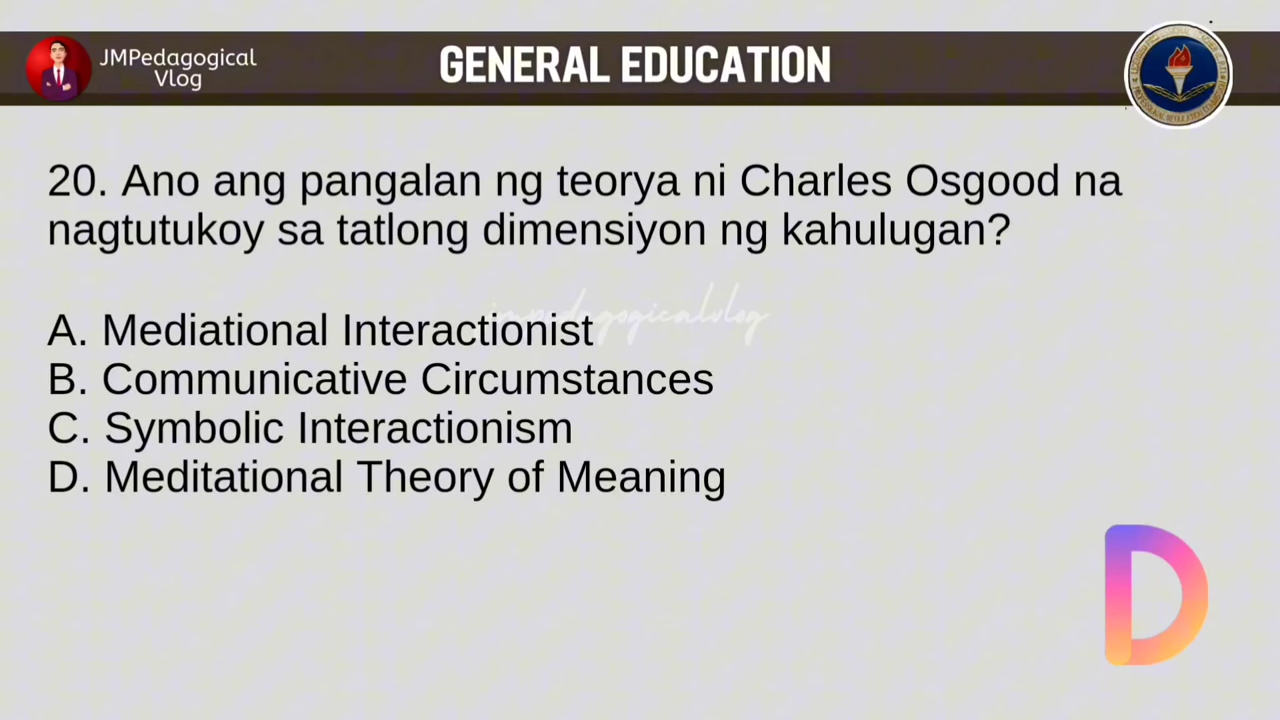 JMPedagogical
Vlog
GENERAL EDUCATION
20. Ano ang pangalan ng teorya ni Charles Osgood na
nagtutukoy sa tatlong dimensiyon ng kahulugan?
jmpedagogicalvlog
A. Mediational Interactionist
B. Communicative Circumstances
C. Symbolic Interactionism
D. Meditational Theory of Meaning
D